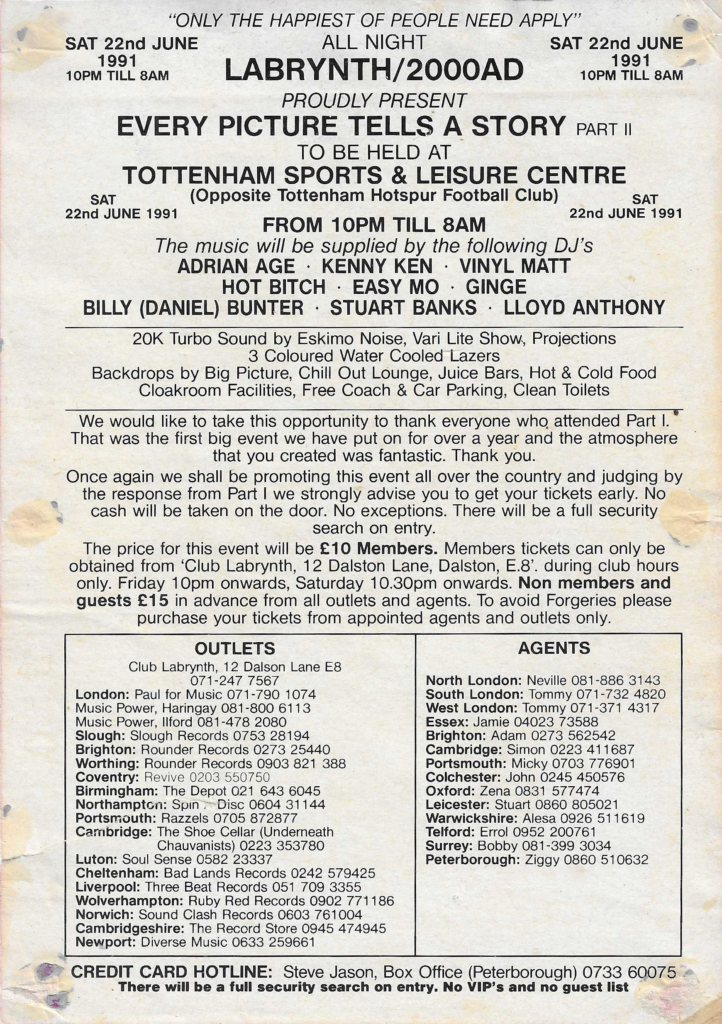 "ONLY THE HAPPIEST OF PEOPLE NEED APPLY"
SAT 22nd JUNE
1991
10PM TILL 8AM
ALL NIGHT
SAT 22nd JUNE
1991
10PM TILL 8AM
LABRYNTH/2000AD
PROUDLY PRESENT
EVERY PICTURE TELLS A STORY PART II
TO BE HELD AT
TOTTENHAM SPORTS & LEISURE CENTRE
(Opposite Tottenham Hotspur Football Club)
SAT
22nd JUNE 1991
SAT
22nd JUNE 1991
FROM 10PM TILL 8AM
The music will be supplied by the following DJ's
ADRIAN AGE · KENNY KEN · VINYL MATT
HOT BITCH · EASY MO · GINGE
BILLY (DANIEL) BUNTER · STUART BANKS · LLOYD ANTHONY
20K Turbo Sound by Eskimo Noise, Vari Lite Show, Projections
3 Coloured Water Cooled Lazers
Backdrops by Big Picture, Chill Out Lounge, Juice Bars, Hot & Cold Food
Cloakroom Facilities, Free Coach & Car Parking, Clean Toilets
We would like to take this opportunity to thank everyone who attended Part I.
That was the first big event we have put on for over a year and the atmosphere
that you created was fantastic. Thank you.
Once again we shall be promoting this event all over the country and judging by
the response from Part I we strongly advise you to get your tickets early. No
cash will be taken on the door. No exceptions. There will be a full security
search on entry.
The price for this event will be £10 Members. Members tickets can only be
obtained from 'Club Labrynth, 12 Dalston Lane, Dalston, E.8'. during club hours
only. Friday 10pm onwards, Saturday 10.30pm onwards. Non members and
guests £15 in advance from all outlets and agents. To avoid Forgeries please
purchase your tickets from appointed agents and outlets only.
OUTLETS
Club Labrynth, 12 Dalson Lane E8
071-247 7567
London: Paul for Music 071-790 1074
Music Power, Haringay 081-800 6113
Music Power, Ilford 081-478 2080
Slough: Slough Records 0753 28194
Brighton: Rounder Records 0273 25440
Worthing: Rounder Records 0903 821 388
Coventry: Revive 0203 550750
Birmingham: The Depot 021 643 6045
Northampton: Spin Disc 0604 31144
Portsmouth: Razzels 0705 872877
Cambridge: The Shoe Cellar (Underneath
Chauvanists) 0223 353780
Luton: Soul Sense 0582 23337
Cheltenham: Bad Lands Records 0242 579425
Liverpool: Three Beat Records 051 709 3355
Wolverhampton: Ruby Red Records 0902 771186
Norwich: Sound Clash Records 0603 761004
Cambridgeshire: The Record Store 0945 474945
Newport: Diverse Music 0633 259661
AGENTS
North London: Neville 081-886 3143
South London: Tommy 071-732 4820
West London: Tommy 071-371 4317
Essex: Jamie 04023 73588
Brighton: Adam 0273 562542
Cambridge: Simon 0223 411687
Portsmouth: Micky 0703 776901
Colchester: John 0245 450576
Oxford: Zena 0831 577474
Leicester: Stuart 0860 805021
Warwickshire: Alesa 0926 511619
Telford: Errol 0952 200761
Surrey: Bobby 081-399 3034
Peterborough: Ziggy 0860 510632
CREDIT CARD HOTLINE: Steve Jason, Box Office (Peterborough) 0733 60075
There will be a full security search on entry. No VIP's and no guest list